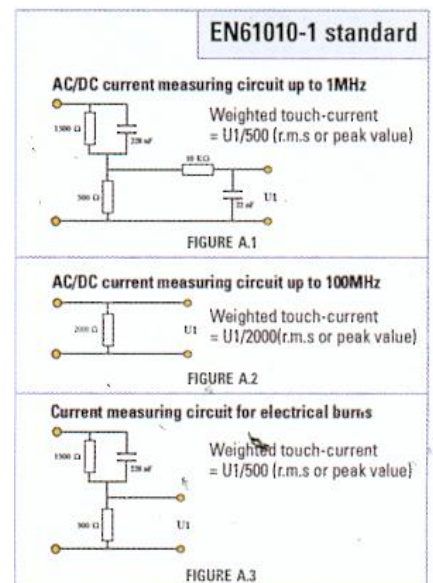 EN61010-1 standard
AC/DC current measuring circuit up to 1MHz
Weighted touch-current
= U1/500 (r.m.s or peak value)
1500 Ω
220 nF
10 KΩ
500 Ω
22 nF
U1
FIGURE A.1
AC/DC current measuring circuit up to 100MHz
Weighted touch-current
= U1/2000(r.m.s or peak value)
2000 Ω
U1
FIGURE A.2
Current measuring circuit for electrical burns
Weighted touch-current
= U1/500 (r.m.s or peak value)
1500 Ω
220 nF
500 Ω
U1
FIGURE A.3